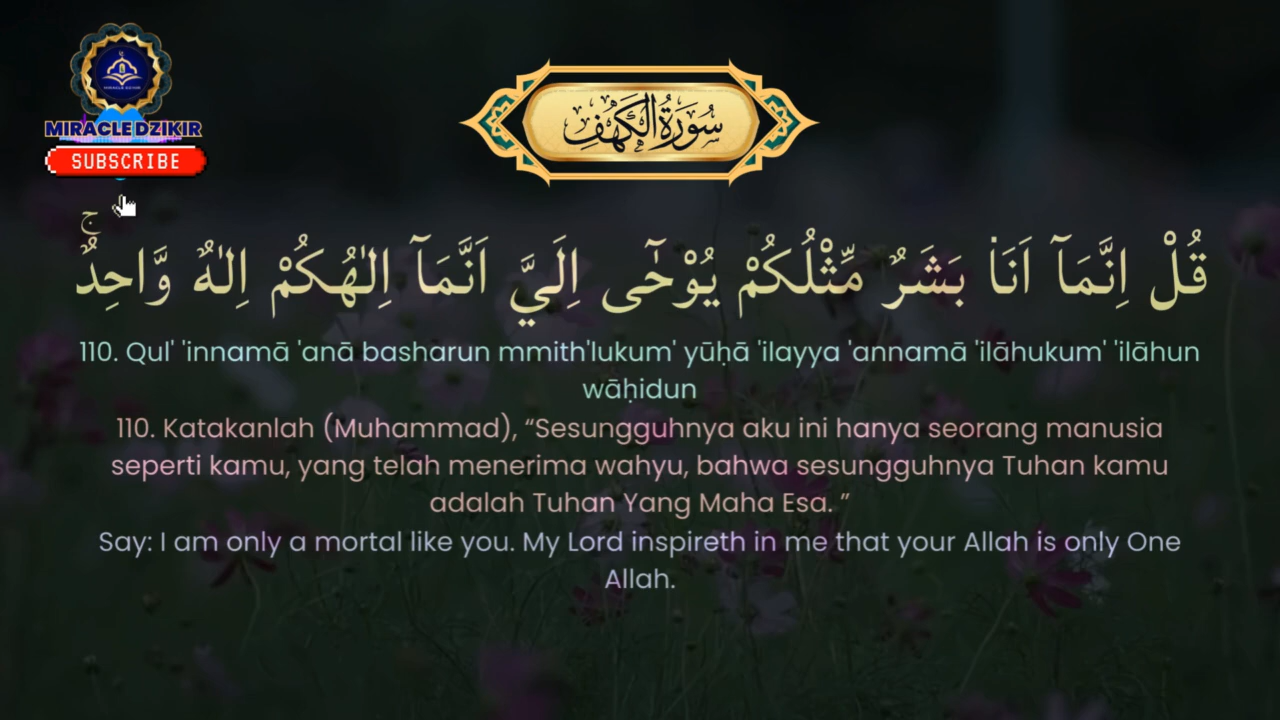 MIRACLE DZIKIR
SUBSCRIBE
سُوْرَةُ الْكَهْفِ
قُلْ اِنَّمَآ اَنَا۠ بَشَرٌ مِّثْلُكُمْ يُوْحٰٓى اِلَيَّ اَنَّمَآ اِلٰهُكُمْ اِلٰهٌ وَّاحِدٌۚ
110. Qul' 'innamā 'anā basharun mmith'lukum' yūḥā 'ilayya 'annamā 'ilāhukum' 'ilāhun
wāḥidun
110. Katakanlah (Muhammad), “Sesungguhnya aku ini hanya seorang manusia
seperti kamu, yang telah menerima wahyu, bahwa sesungguhnya Tuhan kamu
adalah Tuhan Yang Maha Esa. ”
Say: I am only a mortal like you. My Lord inspireth in me that your Allah is only One
Allah.